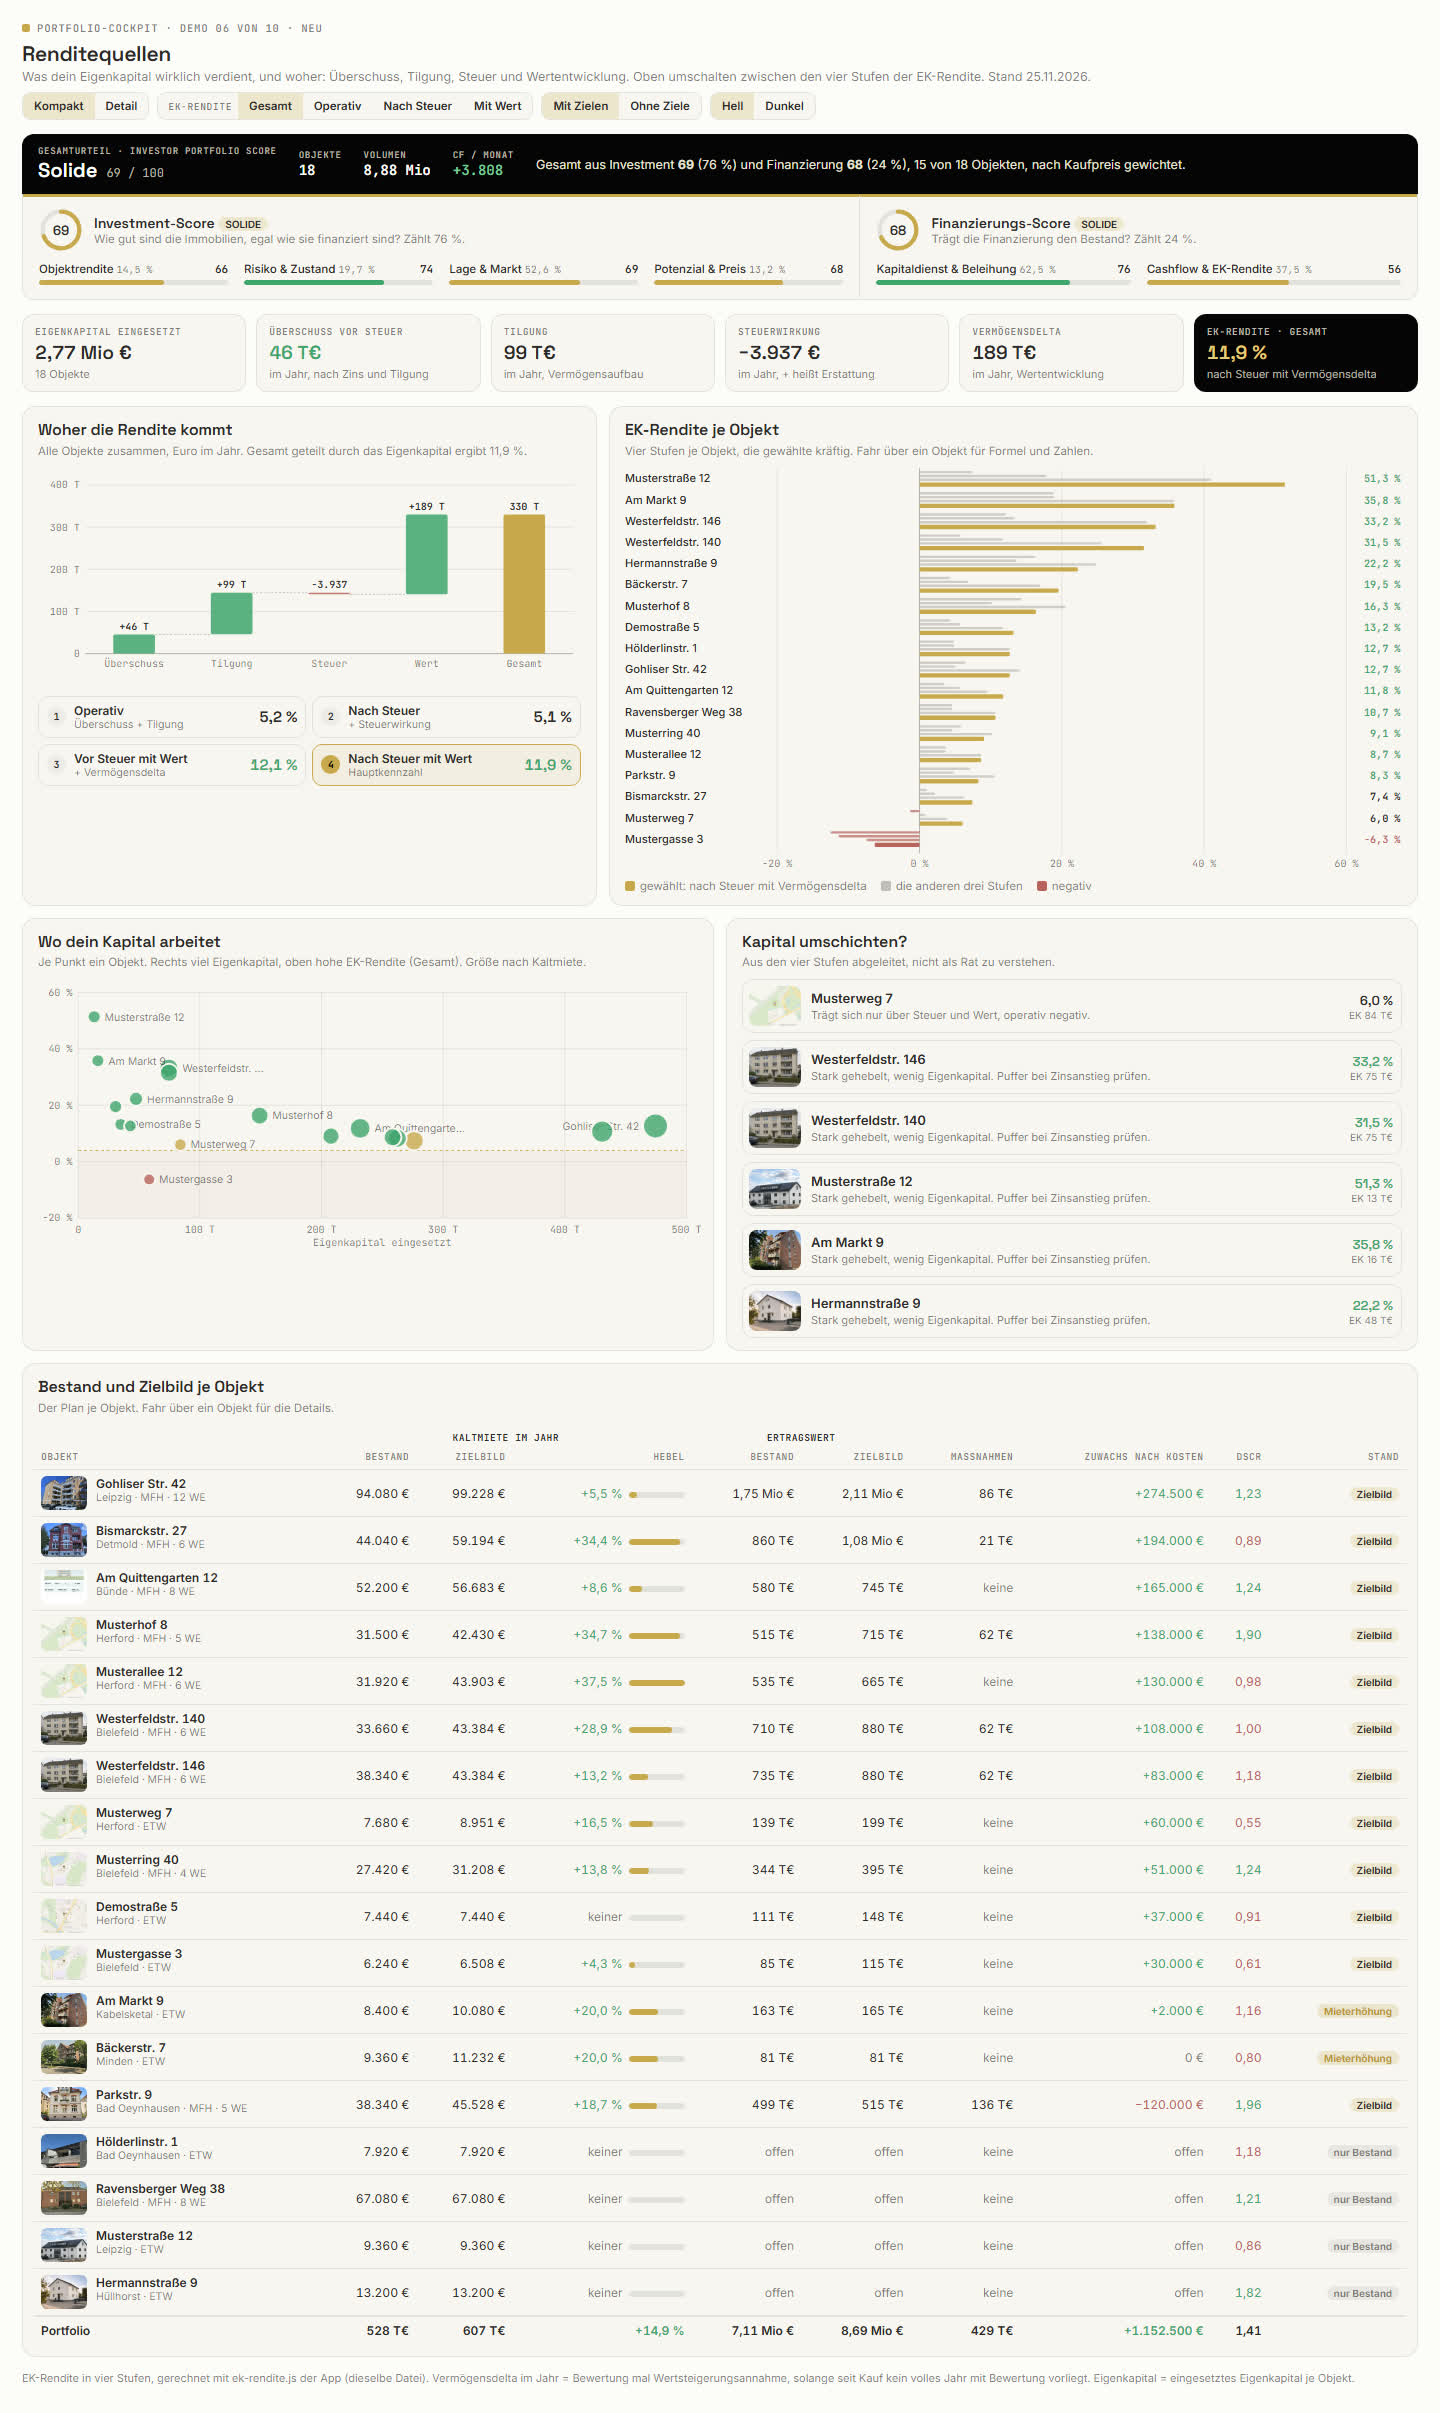 PORTFOLIO-COCKPIT · DEMO 06 VON 10 · NEU
Renditequellen
Was dein Eigenkapital wirklich verdient, und woher: Überschuss, Tilgung, Steuer und Wertentwicklung. Oben umschalten zwischen den vier Stufen der EK-Rendite. Stand 25.11.2026.
Kompakt Detail EK-RENDITE Gesamt Operativ Nach Steuer Mit Wert Mit Zielen Ohne Ziele Hell Dunkel
GESAMTURTEIL · INVESTOR PORTFOLIO SCORE
Solide 69 / 100
OBJEKTE
18
VOLUMEN
8,88 Mio
CF / MONAT
+3.808
Gesamt aus Investment 69 (76 %) und Finanzierung 68 (24 %), 15 von 18 Objekten, nach Kaufpreis gewichtet.
69
Investment-Score SOLIDE
Wie gut sind die Immobilien, egal wie sie finanziert sind? Zählt 76 %.
Objektrendite 14,5 % 66
Risiko & Zustand 19,7 % 74
Lage & Markt 52,6 % 69
Potenzial & Preis 13,2 % 68
68
Finanzierungs-Score SOLIDE
Trägt die Finanzierung den Bestand? Zählt 24 %.
Kapitaldienst & Beleihung 62,5 % 76
Cashflow & EK-Rendite 37,5 % 56
EIGENKAPITAL EINGESETZT
2,77 Mio €
18 Objekte
ÜBERSCHUSS VOR STEUER
46 T€
im Jahr, nach Zins und Tilgung
TILGUNG
99 T€
im Jahr, Vermögensaufbau
STEUERWIRKUNG
−3.937 €
im Jahr, + heißt Erstattung
VERMÖGENSDELTA
189 T€
im Jahr, Wertentwicklung
EK-RENDITE · GESAMT
11,9 %
nach Steuer mit Vermögensdelta
Woher die Rendite kommt
Alle Objekte zusammen, Euro im Jahr. Gesamt geteilt durch das Eigenkapital ergibt 11,9 %.
400 T
300 T
200 T
100 T
0
+46 T
+99 T
-3.937
+189 T
330 T
Überschuss Tilgung Steuer Wert Gesamt
1 Operativ 5,2 %
Überschuss + Tilgung
2 Nach Steuer 5,1 %
+ Steuerwirkung
3 Vor Steuer mit Wert 12,1 %
+ Vermögensdelta
4 Nach Steuer mit Wert 11,9 %
Hauptkennzahl
EK-Rendite je Objekt
Vier Stufen je Objekt, die gewählte kräftig. Fahr über ein Objekt für Formel und Zahlen.
Musterstraße 12 51,3 %
Am Markt 9 35,8 %
Westerfeldstr. 146 33,2 %
Westerfeldstr. 140 31,5 %
Hermannstraße 9 22,2 %
Bäckerstr. 7 19,5 %
Musterhof 8 16,3 %
Demostraße 5 13,2 %
Hölderlinstr. 1 12,7 %
Gohliser Str. 42 12,7 %
Am Quittengarten 12 11,8 %
Ravensberger Weg 38 10,7 %
Musterring 40 9,1 %
Musterallee 12 8,7 %
Parkstr. 9 8,3 %
Bismarckstr. 27 7,4 %
Musterweg 7 6,0 %
Mustergasse 3 -6,3 %
-20 % 0 % 20 % 40 % 60 %
gewählt: nach Steuer mit Vermögensdelta die anderen drei Stufen negativ
Wo dein Kapital arbeitet
Je Punkt ein Objekt. Rechts viel Eigenkapital, oben hohe EK-Rendite (Gesamt). Größe nach Kaltmiete.
60 %
40 %
20 %
0 %
-20 %
Musterstraße 12
Am Markt 9
Westerfeldstr. ...
Hermannstraße 9
Demostraße 5
Musterhof 8
Am Quittengarte...
Gohliser Str. 42
Musterweg 7
Mustergasse 3
0 100 T 200 T 300 T 400 T 500 T
Eigenkapital eingesetzt
Kapital umschichten?
Aus den vier Stufen abgeleitet, nicht als Rat zu verstehen.
Musterweg 7 6,0 %
Trägt sich nur über Steuer und Wert, operativ negativ. EK 84 T€
Westerfeldstr. 146 33,2 %
Stark gehebelt, wenig Eigenkapital. Puffer bei Zinsanstieg prüfen. EK 75 T€
Westerfeldstr. 140 31,5 %
Stark gehebelt, wenig Eigenkapital. Puffer bei Zinsanstieg prüfen. EK 75 T€
Musterstraße 12 51,3 %
Stark gehebelt, wenig Eigenkapital. Puffer bei Zinsanstieg prüfen. EK 13 T€
Am Markt 9 35,8 %
Stark gehebelt, wenig Eigenkapital. Puffer bei Zinsanstieg prüfen. EK 16 T€
Hermannstraße 9 22,2 %
Stark gehebelt, wenig Eigenkapital. Puffer bei Zinsanstieg prüfen. EK 48 T€
Bestand und Zielbild je Objekt
Der Plan je Objekt. Fahr über ein Objekt für die Details.
KALTMIETE IM JAHR ERTRAGSWERT
OBJEKT BESTAND ZIELBILD HEBEL BESTAND ZIELBILD MASSNAHMEN ZUWACHS NACH KOSTEN DSCR STAND
Gohliser Str. 42
Leipzig · MFH · 12 WE
94.080 € 99.228 € +5,5 % 1,75 Mio € 2,11 Mio € 86 T€ +274.500 € 1,23 Zielbild
Bismarckstr. 27
Detmold · MFH · 6 WE
44.040 € 59.194 € +34,4 % 860 T€ 1,08 Mio € 21 T€ +194.000 € 0,89 Zielbild
Am Quittengarten 12
Bünde · MFH · 8 WE
52.200 € 56.683 € +8,6 % 580 T€ 745 T€ keine +165.000 € 1,24 Zielbild
Musterhof 8
Herford · MFH · 5 WE
31.500 € 42.430 € +34,7 % 515 T€ 715 T€ 62 T€ +138.000 € 1,90 Zielbild
Musterallee 12
Herford · MFH · 6 WE
31.920 € 43.903 € +37,5 % 535 T€ 665 T€ keine +130.000 € 0,98 Zielbild
Westerfeldstr. 140
Bielefeld · MFH · 6 WE
33.660 € 43.384 € +28,9 % 710 T€ 880 T€ 62 T€ +108.000 € 1,00 Zielbild
Westerfeldstr. 146
Bielefeld · MFH · 6 WE
38.340 € 43.384 € +13,2 % 735 T€ 880 T€ 62 T€ +83.000 € 1,18 Zielbild
Musterweg 7
Herford · ETW
7.680 € 8.951 € +16,5 % 139 T€ 199 T€ keine +60.000 € 0,55 Zielbild
Musterring 40
Bielefeld · MFH · 4 WE
27.420 € 31.208 € +13,8 % 344 T€ 395 T€ keine +51.000 € 1,24 Zielbild
Demostraße 5
Herford · ETW
7.440 € 7.440 € keiner 111 T€ 148 T€ keine +37.000 € 0,91 Zielbild
Mustergasse 3
Bielefeld · ETW
6.240 € 6.508 € +4,3 % 85 T€ 115 T€ keine +30.000 € 0,61 Zielbild
Am Markt 9
Kabelsketal · ETW
8.400 € 10.080 € +20,0 % 163 T€ 165 T€ keine +2.000 € 1,16 Mieterhöhung
Bäckerstr. 7
Minden · ETW
9.360 € 11.232 € +20,0 % 81 T€ 81 T€ keine 0 € 0,80 Mieterhöhung
Parkstr. 9
Bad Oeynhausen · MFH · 5 WE
38.340 € 45.528 € +18,7 % 499 T€ 515 T€ 136 T€ −120.000 € 1,96 Zielbild
Hölderlinstr. 1
Bad Oeynhausen · ETW
7.920 € 7.920 € keiner offen offen keine offen 1,18 nur Bestand
Ravensberger Weg 38
Bielefeld · MFH · 8 WE
67.080 € 67.080 € keiner offen offen keine offen 1,21 nur Bestand
Musterstraße 12
Leipzig · ETW
9.360 € 9.360 € keiner offen offen keine offen 0,86 nur Bestand
Hermannstraße 9
Hüllhorst · ETW
13.200 € 13.200 € keiner offen offen keine offen 1,82 nur Bestand
Portfolio 528 T€ 607 T€ +14,9 % 7,11 Mio € 8,69 Mio € 429 T€ +1.152.500 € 1,41
EK-Rendite in vier Stufen, gerechnet mit ek-rendite.js der App (dieselbe Datei). Vermögensdelta im Jahr = Bewertung mal Wertsteigerungsannahme, solange seit Kauf kein volles Jahr mit Bewertung vorliegt. Eigenkapital = eingesetztes Eigenkapital je Objekt.